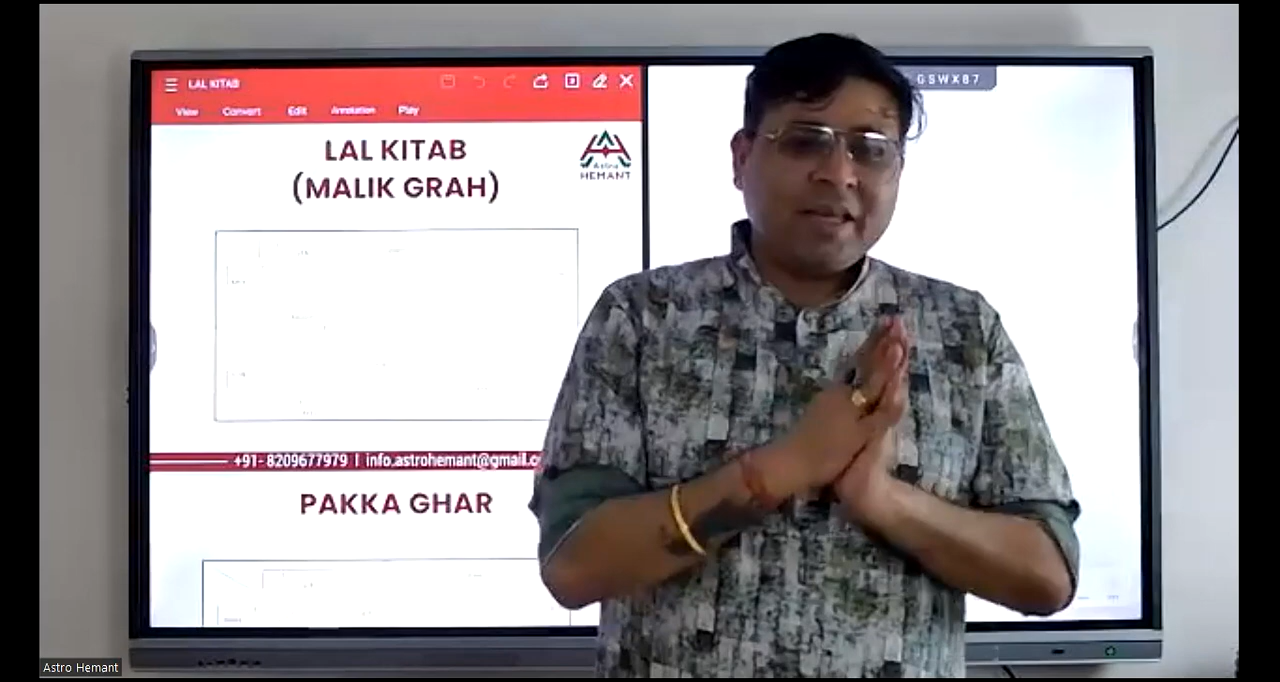 GSWX87
LAL KITAB
View Convert Edit Annotation Play
LAL KITAB
(MALIK GRAH)
Astro
HEMANT
+91- 8209677979 | info.astrohemant@gmail.c
PAKKA GHAR
Astro Hemant